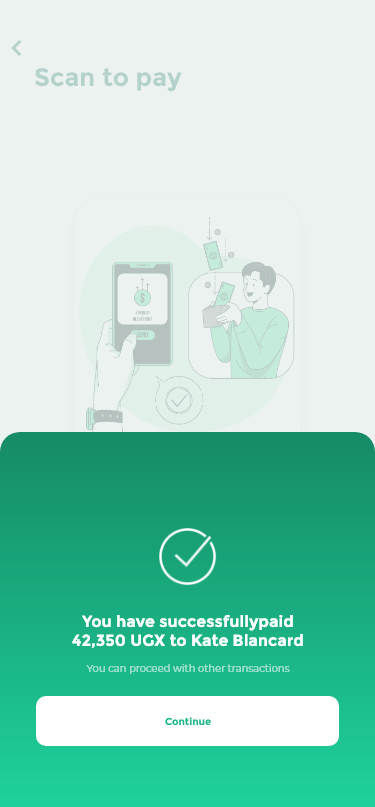 Scan to pay
$
SEND
You have successfullypaid
42,350 UGX to Kate Blancard
You can proceed with other transactions
Continue